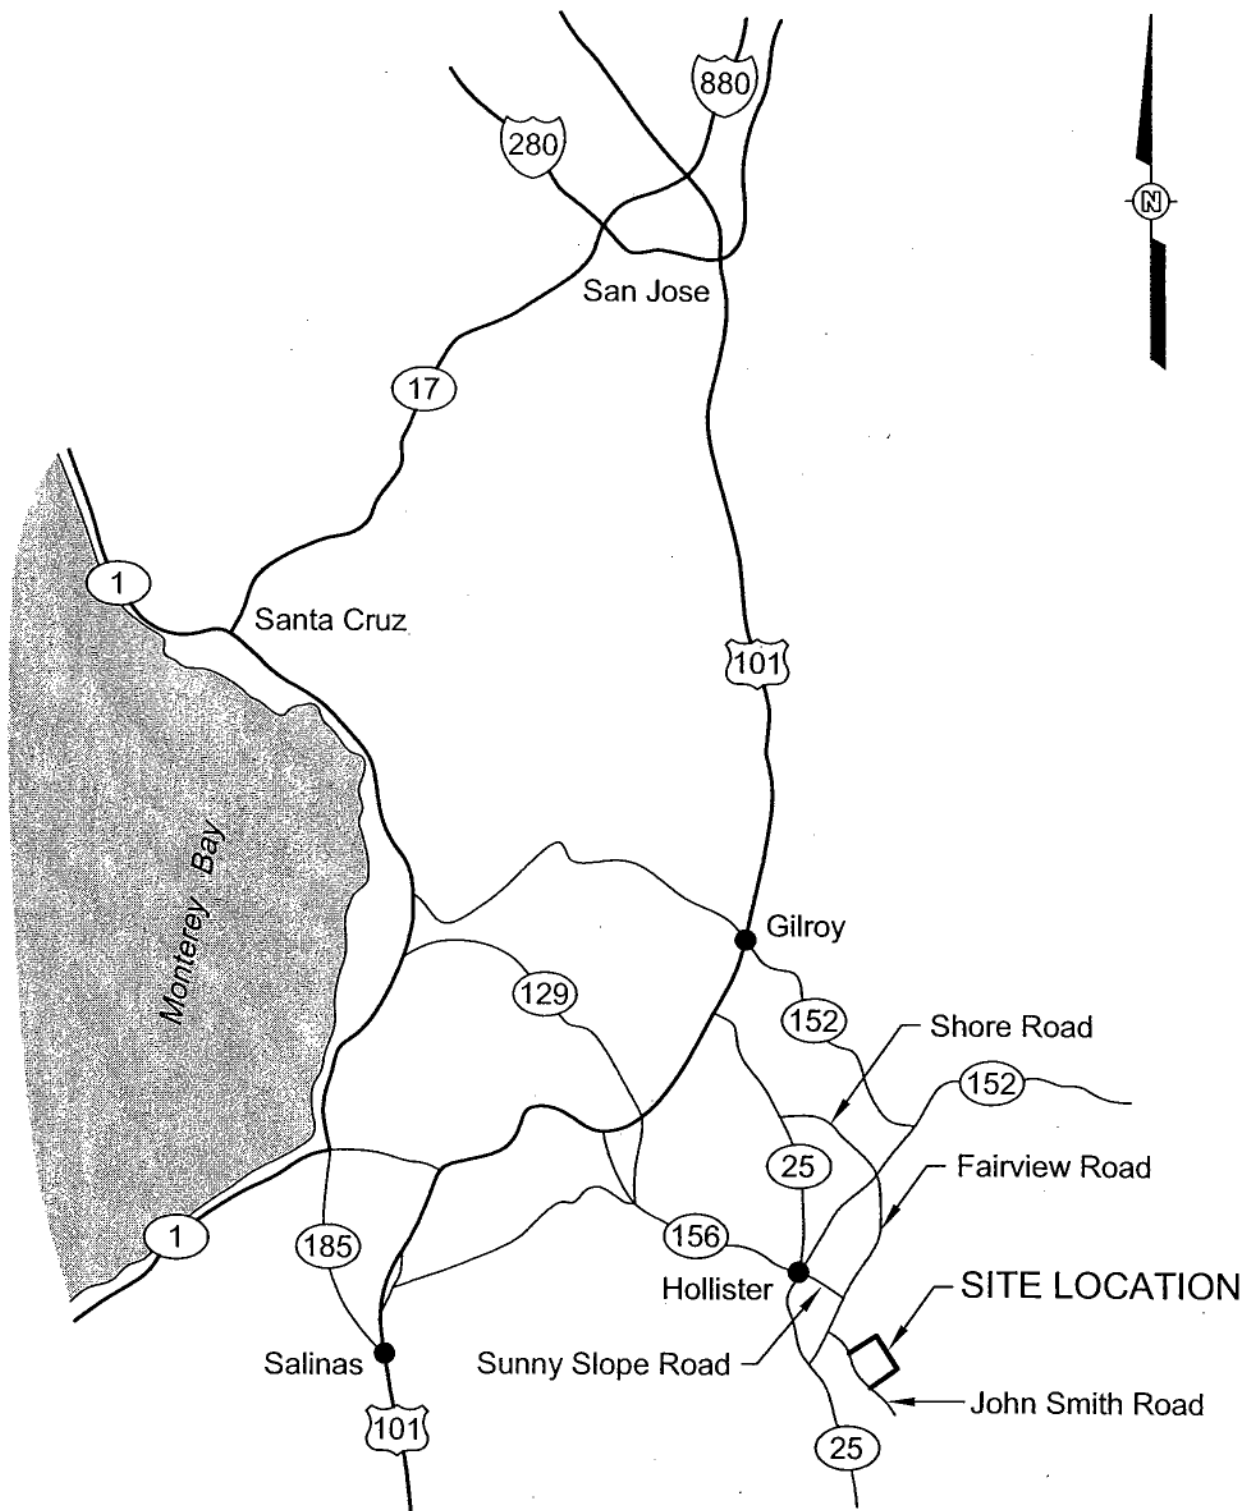 880
280
N
San Jose
17
1
Santa Cruz
101
Monterey Bay
Gilroy
129
152
Shore Road
152
25
Fairview Road
1
185
156
Hollister
SITE LOCATION
Salinas
Sunny Slope Road
John Smith Road
101
25